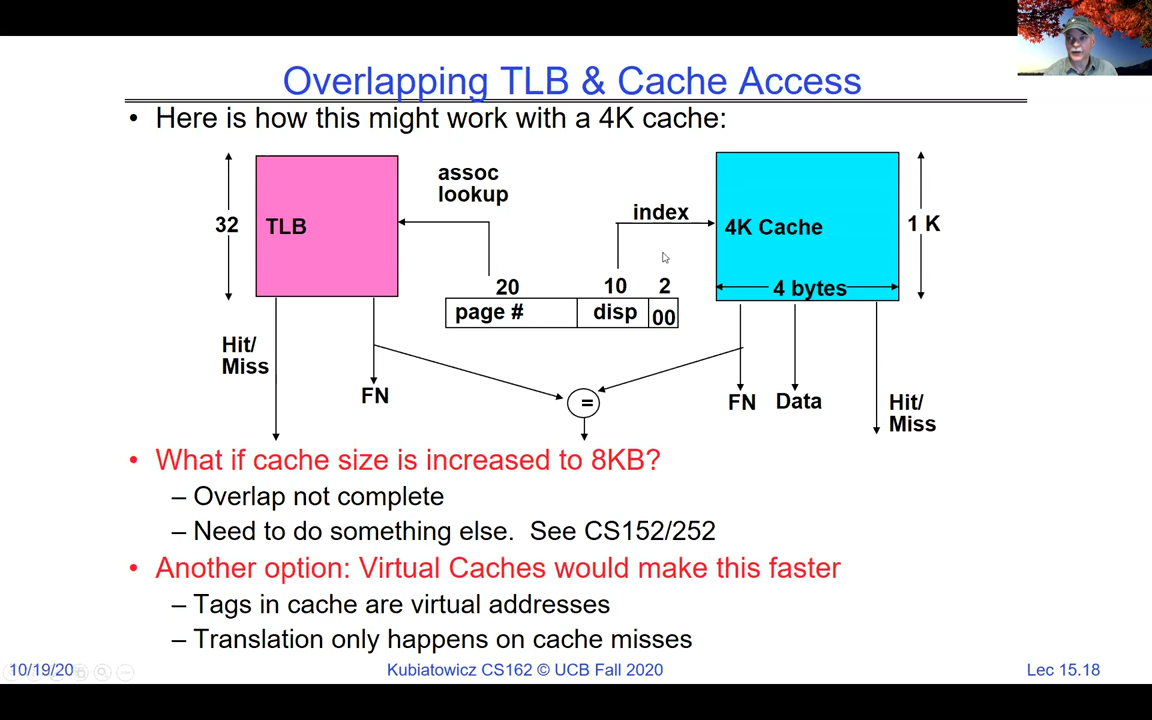 Overlapping TLB & Cache Access
• Here is how this might work with a 4K cache:
assoc
lookup
index
32
TLB
4K Cache
1 K
20
10
2
4 bytes
page #
disp
00
Hit/
Miss
FN
=
FN
Data
Hit/
Miss
• What if cache size is increased to 8KB?
– Overlap not complete
– Need to do something else. See CS152/252
• Another option: Virtual Caches would make this faster
– Tags in cache are virtual addresses
– Translation only happens on cache misses
10/19/20
Kubiatowicz CS162 © UCB Fall 2020
Lec 15.18